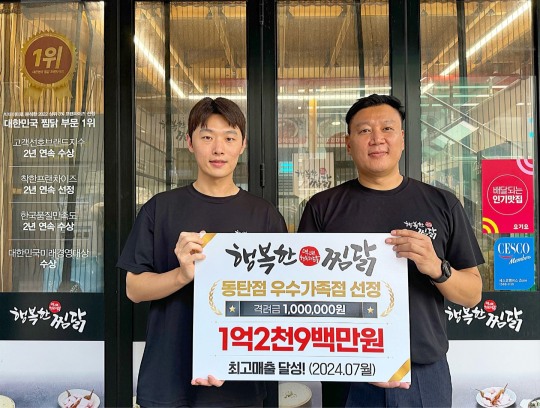 1위
대한민국 찜닭 부문 1위
고객선호브랜드지수
2년 연속 수상
착한프랜차이즈
2년 연속 선정
한국품질만족도
2년 연속 수상
대한민국미래경영대상
수상
행복한 찜닭
행복한 찜닭
동탄점 우수가족점 선정
격려금 1,000,000원
1억2천9백만원
최고매출 달성! (2024.07월)
배달되는
인기맛집
요기요
CESCO
Member
행복한 찜닭
행복한 찜닭